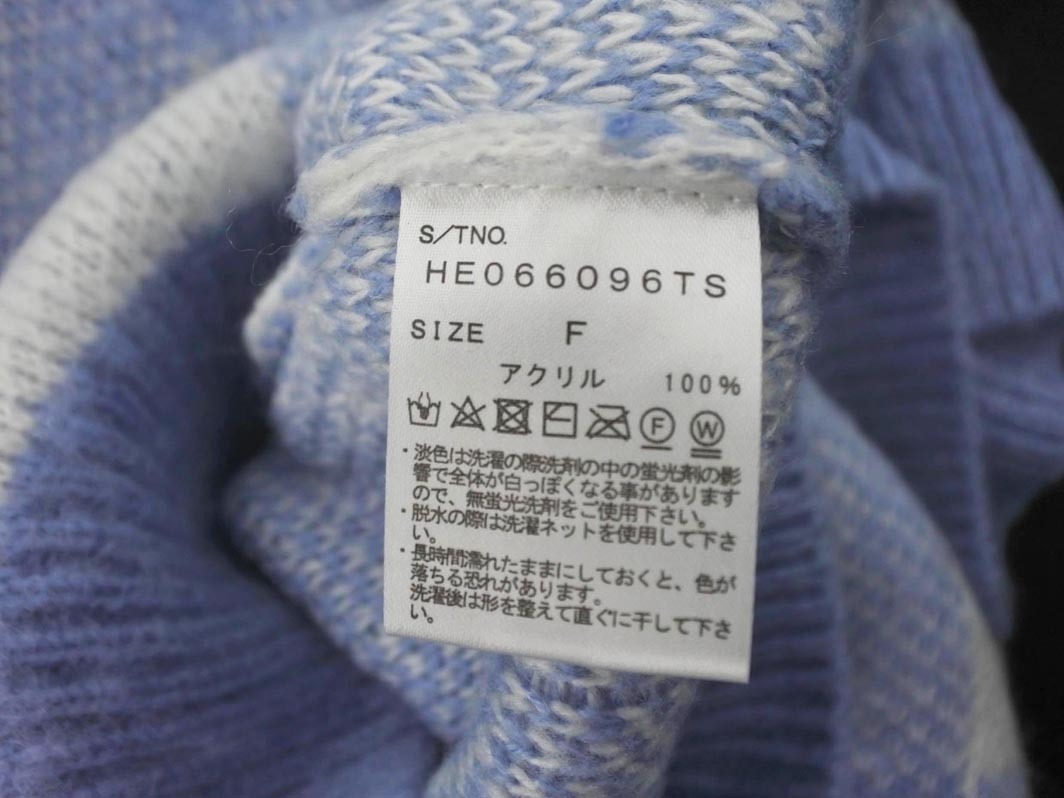 S/TNO.
HE066096TS
SIZE F
アクリル 100%
F W
・淡色は洗濯の際洗剤の中の蛍光剤の影
響で全体が白っぽくなる事があります
ので、無蛍光洗剤をご使用下さい。
・脱水の際は洗濯ネットを使用して下さ
い。
・長時間濡れたままにしておくと、色が
落ちる恐れがあります。
洗濯後は形を整えて直ぐに干して下さ
い。